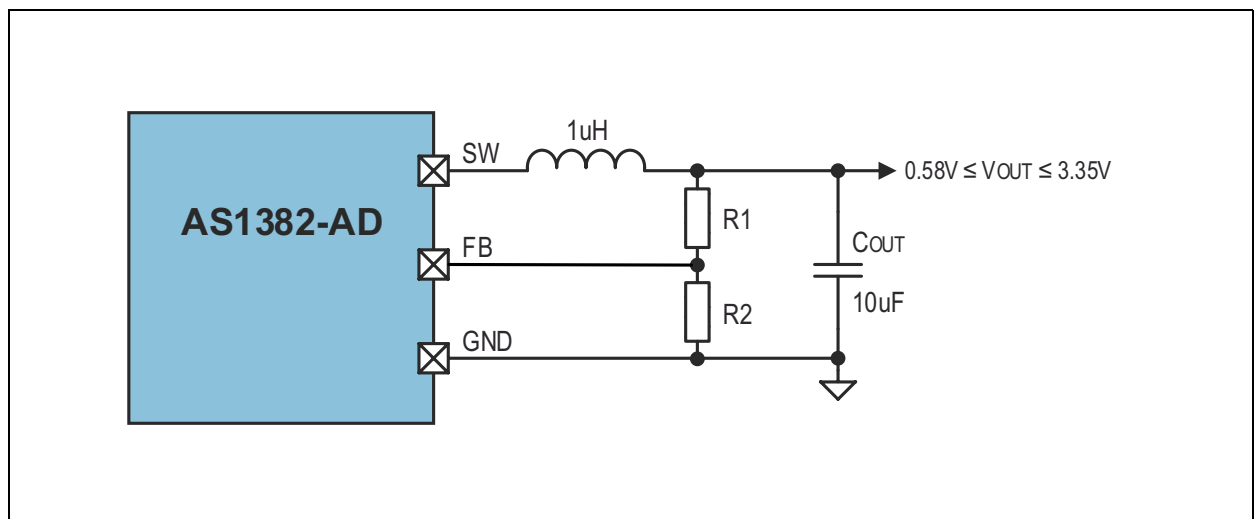 1uH
SW
0.58V ≤ VOUT ≤ 3.35V
AS1382-AD
R1
FB
COUT
10uF
R2
GND